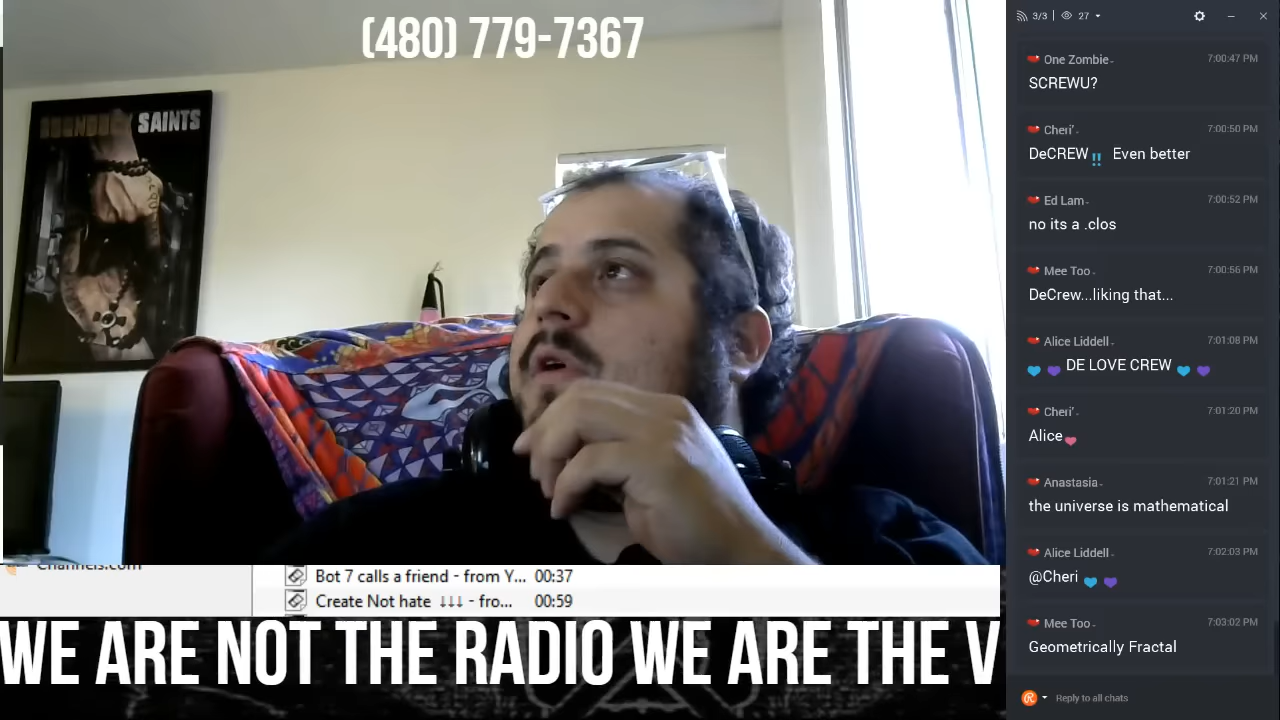 (480) 779-7367
SAINTS
Channels.com
Bot 7 calls a friend - from Y... 00:37
Create Not hate ↓↓↓ - fro... 00:59
WE ARE NOT THE RADIO WE ARE THE V
3/3 27
One Zombie- 7:00:47 PM
SCREWU?
Cheri'- 7:00:50 PM
DeCREW‼ Even better
Ed Lam- 7:00:52 PM
no its a .clos
Mee Too- 7:00:56 PM
DeCrew...liking that...
Alice Liddell- 7:01:08 PM
DE LOVE CREW
Cheri'- 7:01:20 PM
Alice
Anastasia- 7:01:21 PM
the universe is mathematical
Alice Liddell- 7:02:03 PM
@Cheri
Mee Too- 7:03:02 PM
Geometrically Fractal
Reply to all chats